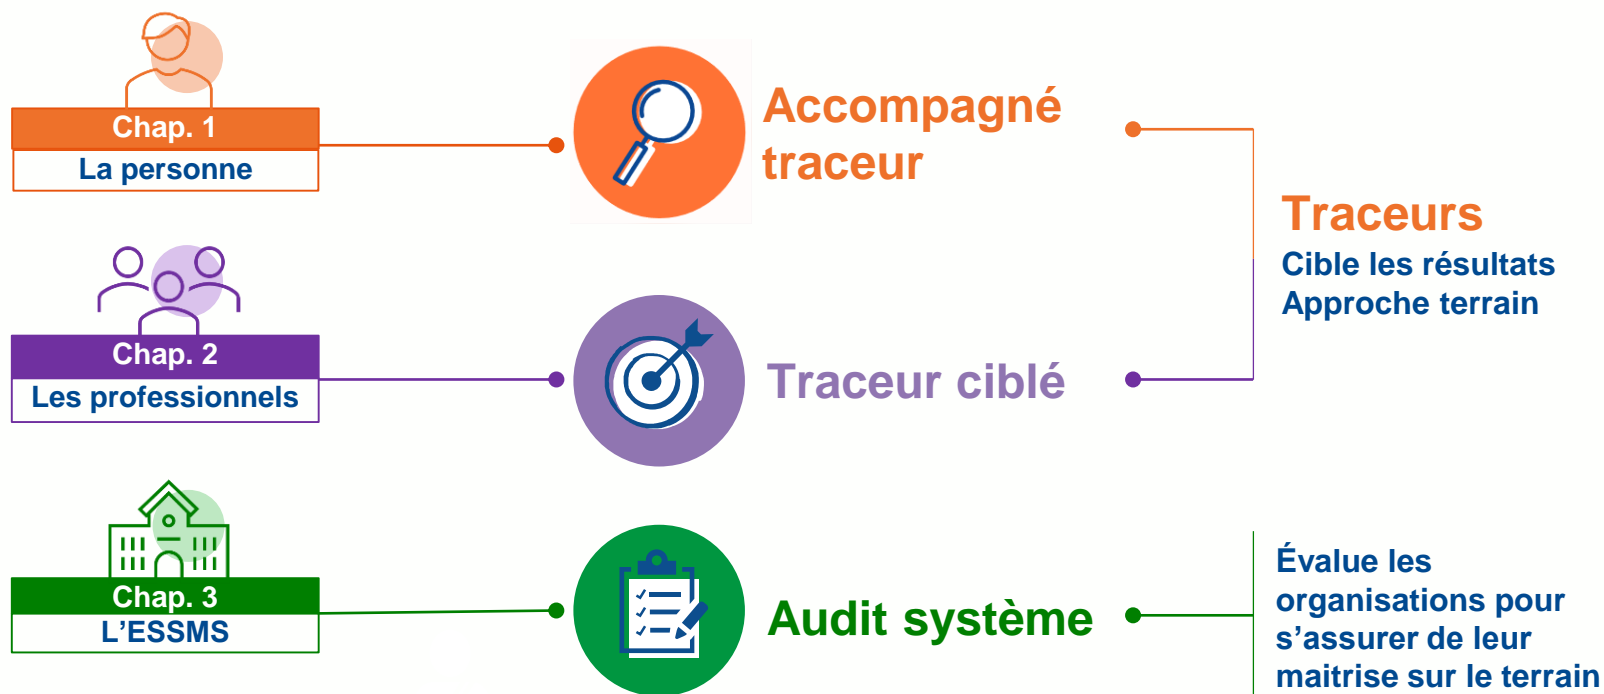 Chap. 1
La personne
Accompagné
traceur
Traceurs
Cible les résultats
Approche terrain
Chap. 2
Les professionnels
Traceur ciblé
Chap. 3
L’ESSMS
Audit système
Évalue les
organisations pour
s’assurer de leur
maitrise sur le terrain